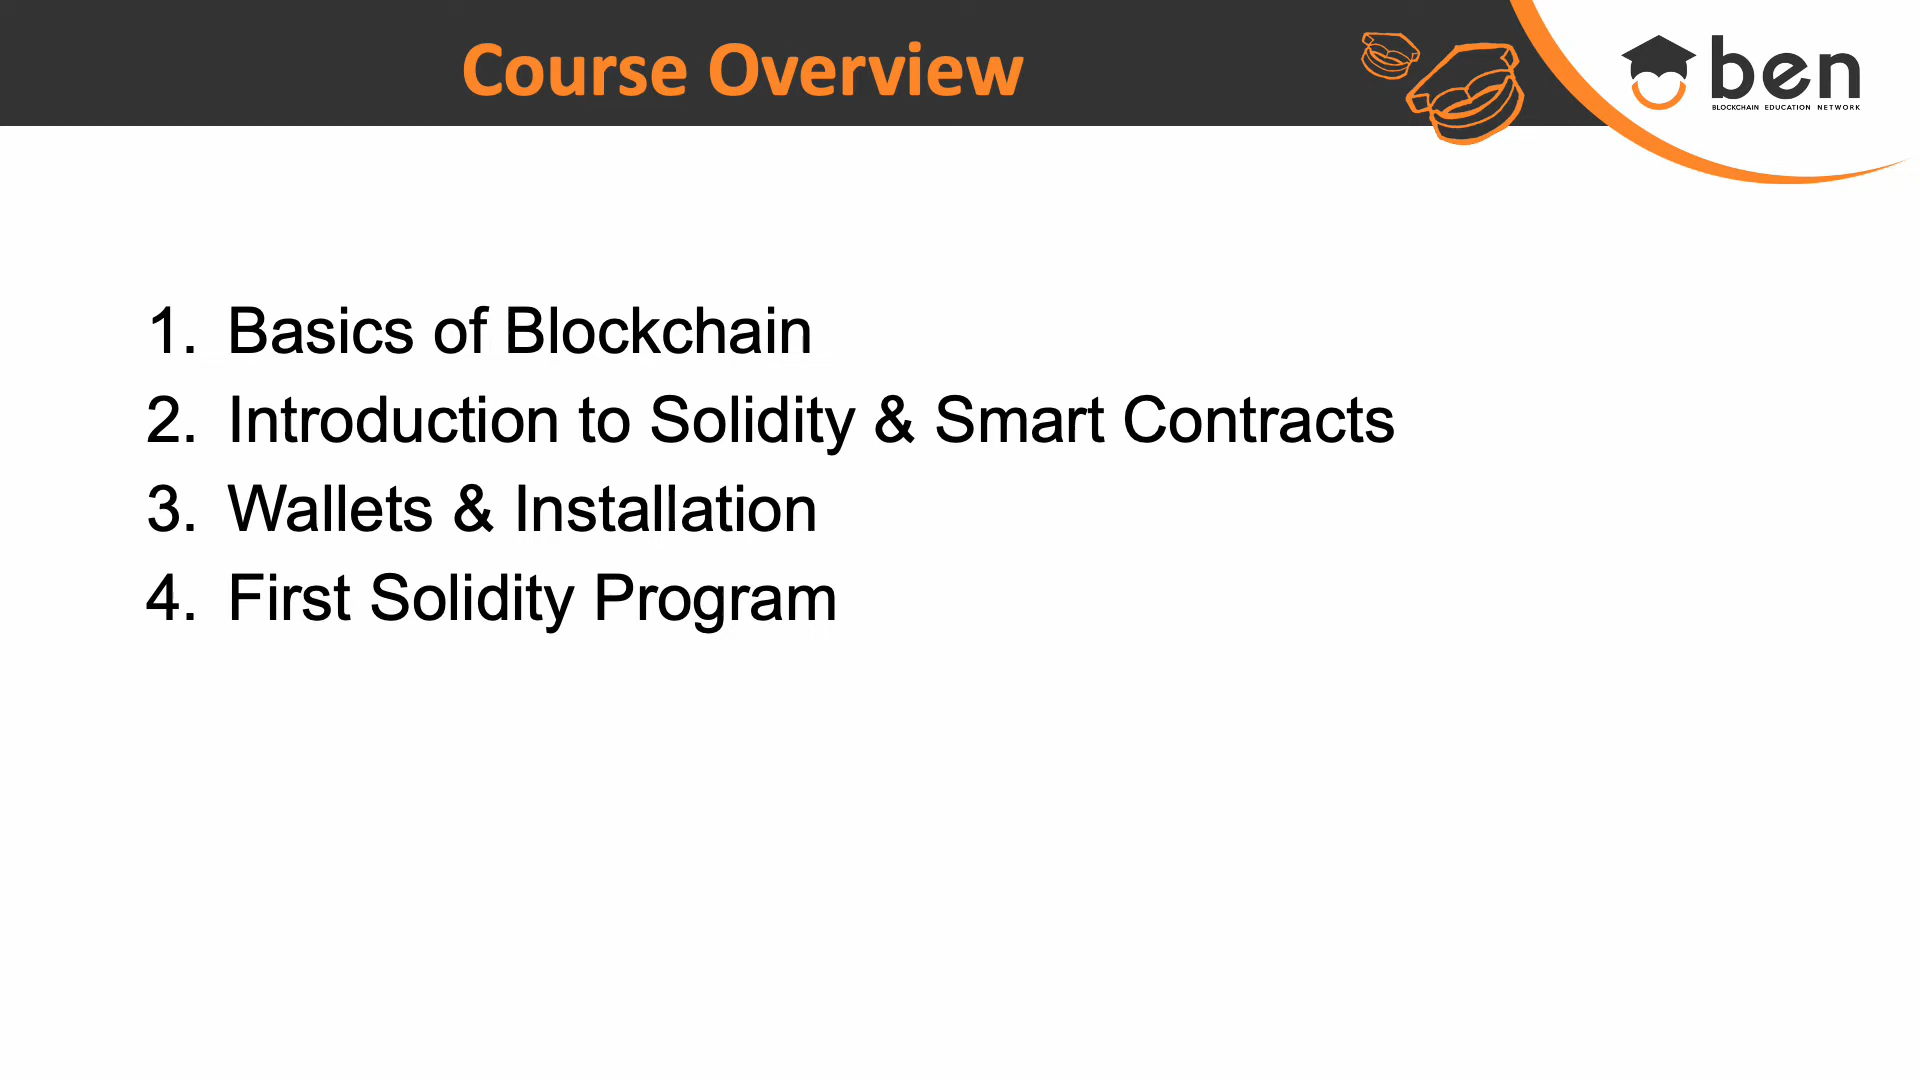 Course Overview
ben
BLOCKCHAIN EDUCATION NETWORK
1. Basics of Blockchain
2. Introduction to Solidity & Smart Contracts
3. Wallets & Installation
4. First Solidity Program